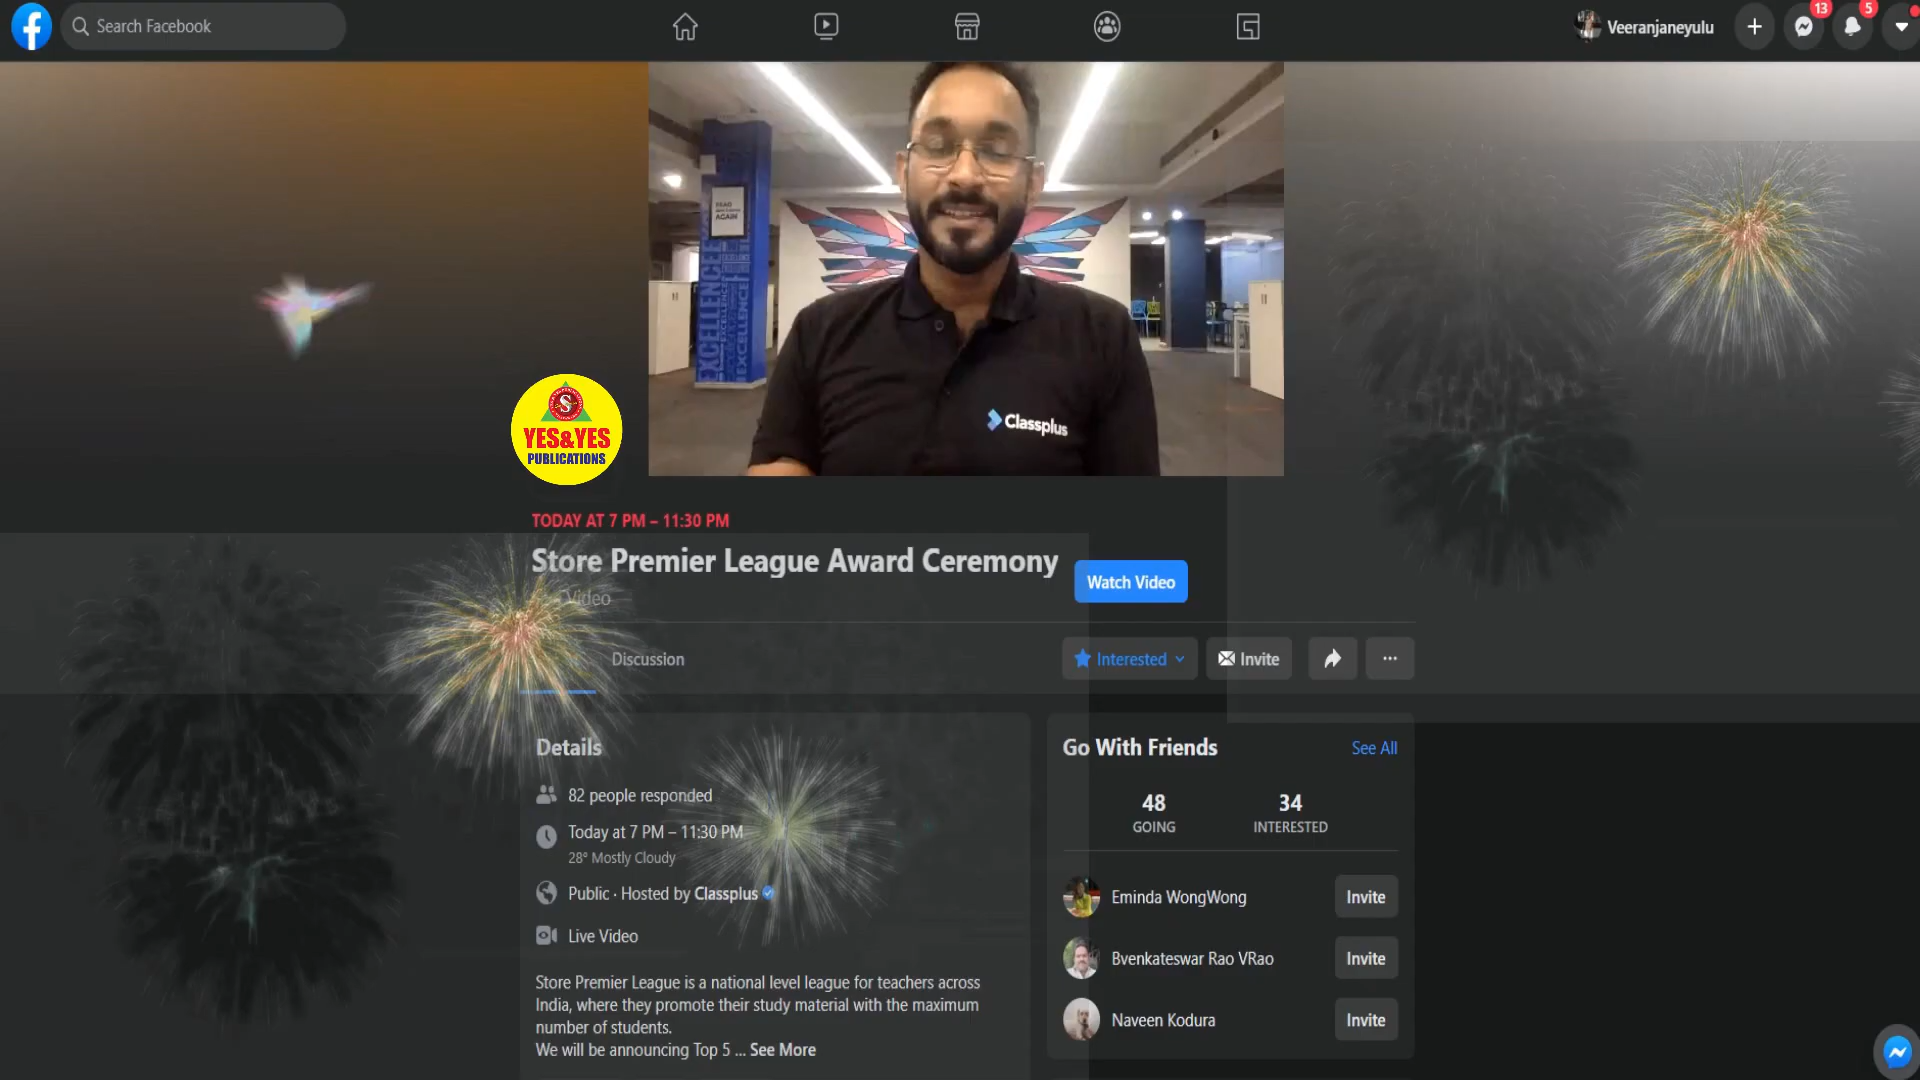 Search Facebook
Veeranjaneyulu
13
5
AGAIN
EXCELLENCE
EXCELLENCE
Classplus
YES&YES
PUBLICATIONS
TODAY AT 7 PM – 11:30 PM
Store Premier League Award Ceremony
Video
Watch Video
Discussion
Interested
Invite
Details
82 people responded
Today at 7 PM – 11:30 PM
28° Mostly Cloudy
Public · Hosted by Classplus
Live Video
Store Premier League is a national level league for teachers across
India, where they promote their study material with the maximum
number of students.
We will be announcing Top 5 ... See More
Go With Friends
See All
48
GOING
34
INTERESTED
Eminda WongWong
Invite
Bvenkateswar Rao VRao
Invite
Naveen Kodura
Invite